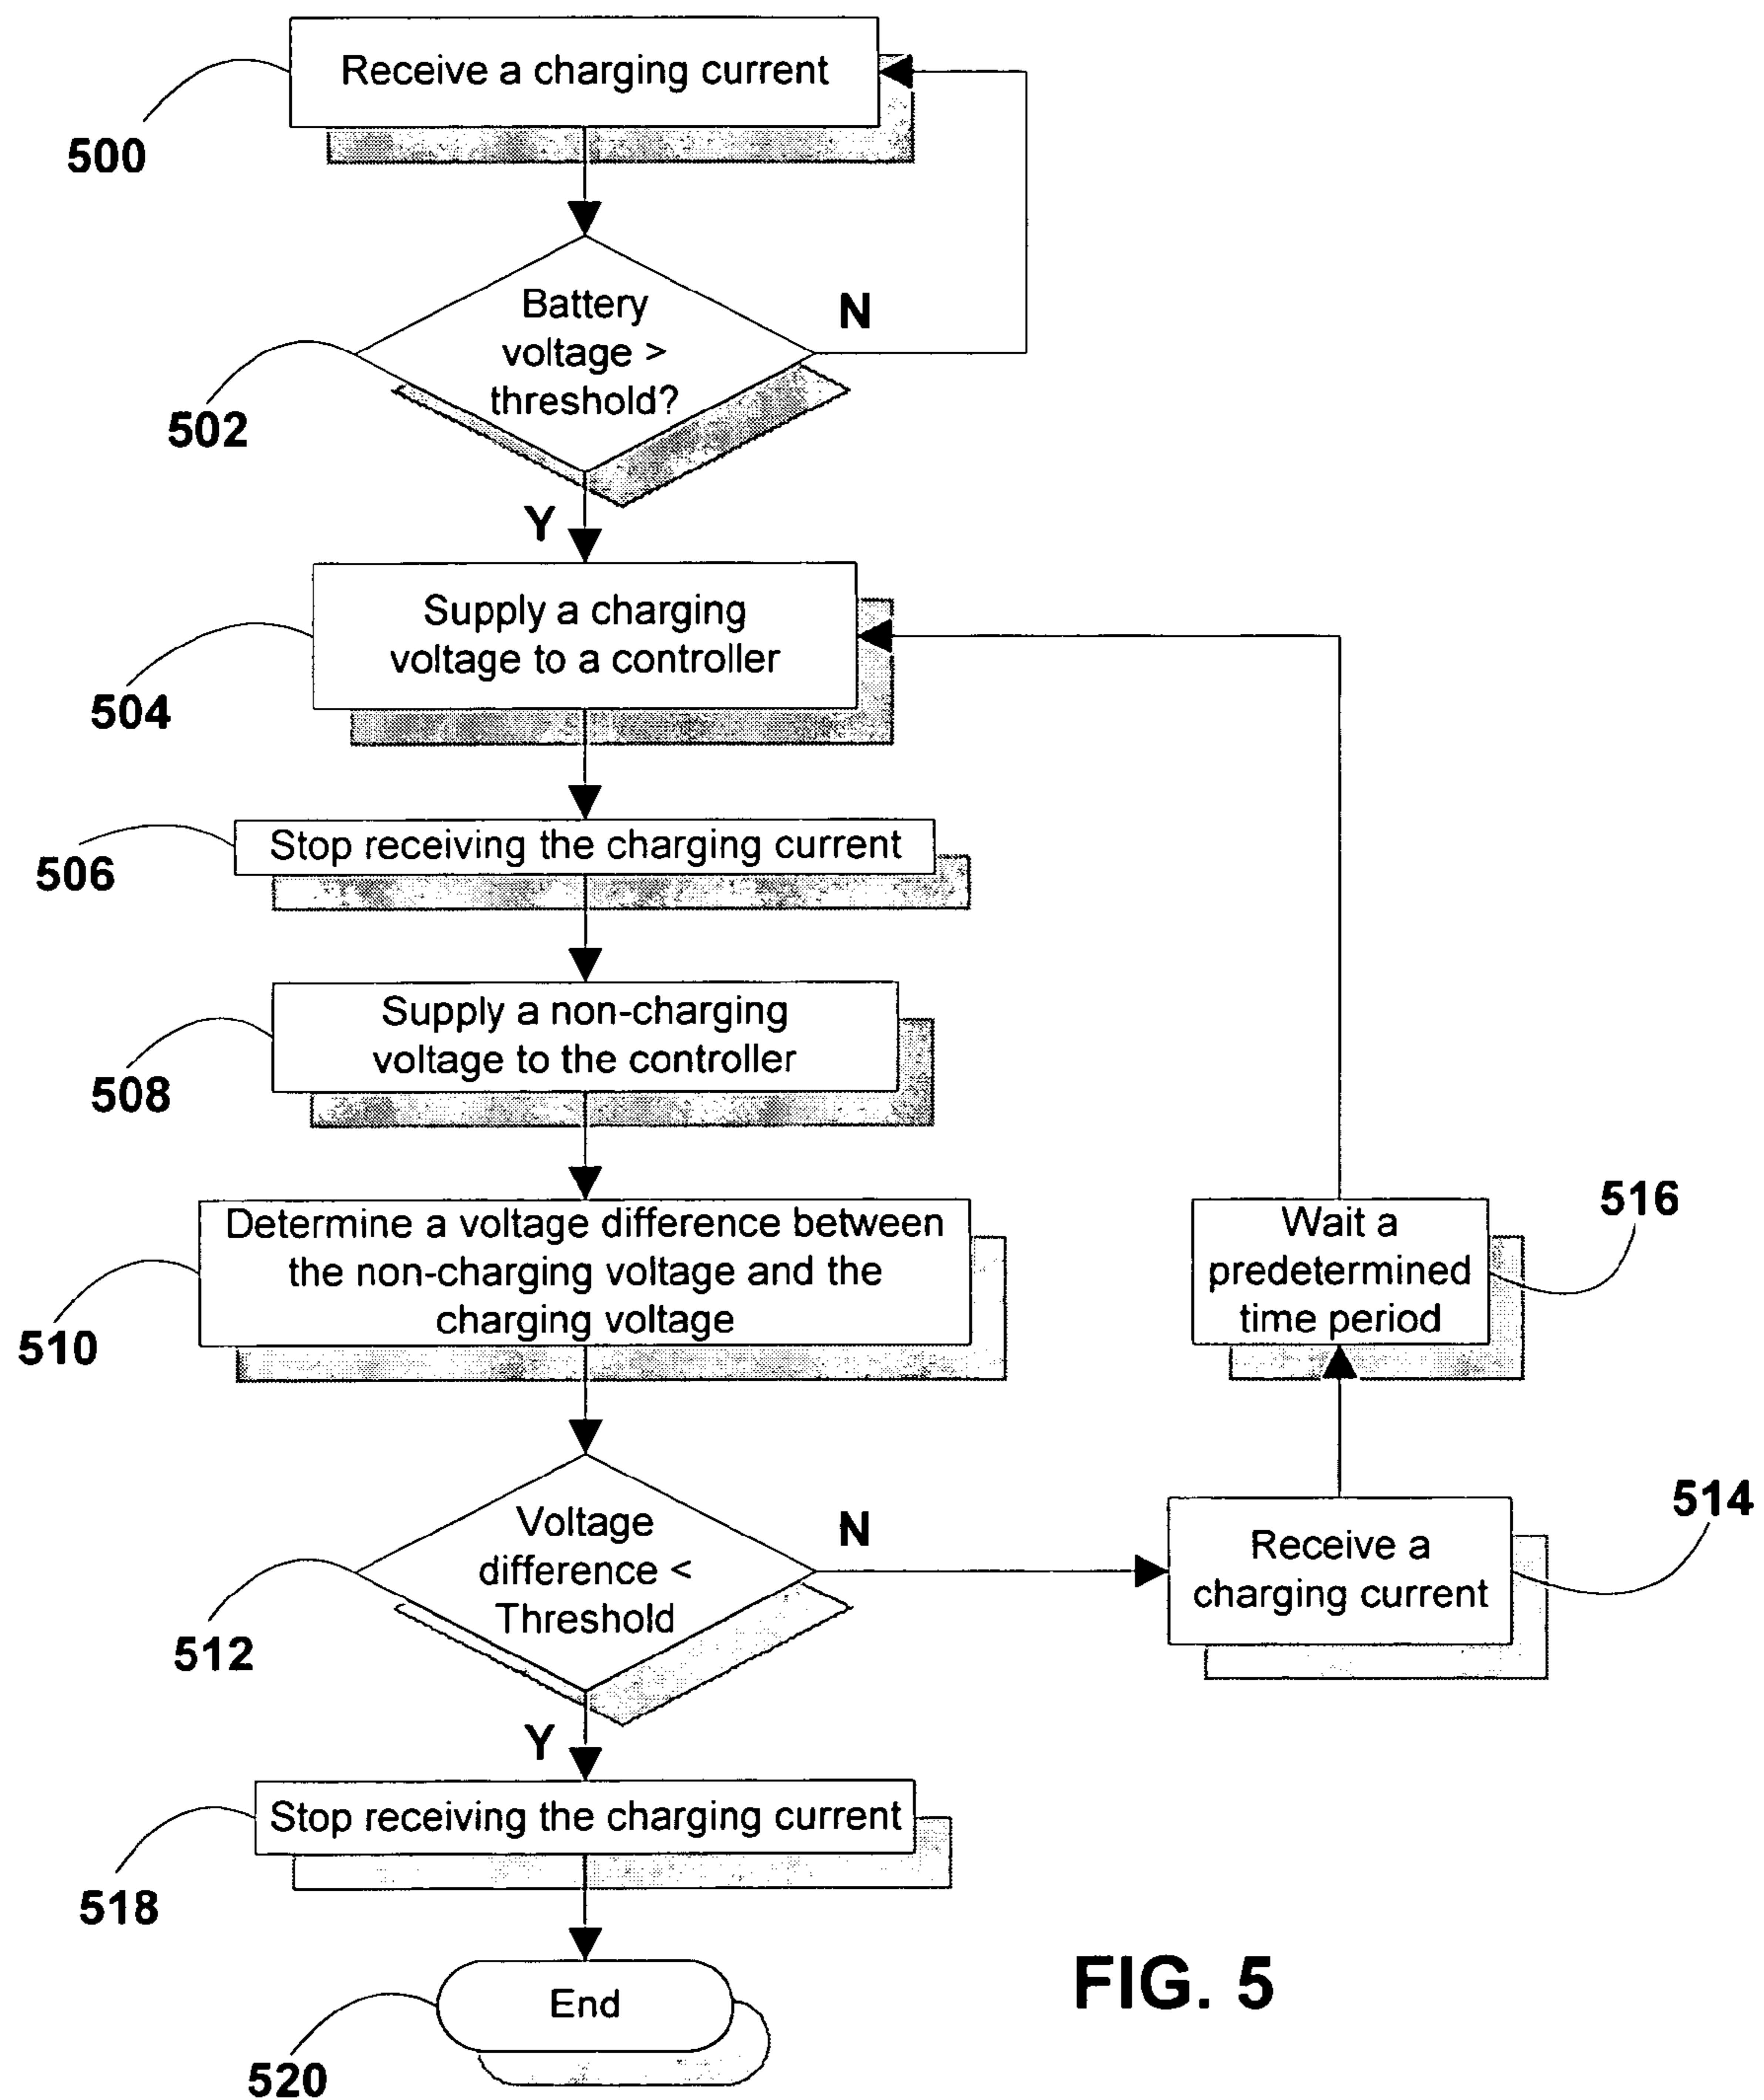 Receive a charging current
500
Battery
voltage >
threshold?
N
502
Y
Supply a charging
voltage to a controller
504
Stop receiving the charging current
506
Supply a non-charging
voltage to the controller
508
Determine a voltage difference between
the non-charging voltage and the
charging voltage
510
Wait a
predetermined
time period
516
Voltage
difference <
Threshold
N
512
Receive a
charging current
514
Y
Stop receiving the charging current
518
End
520
FIG. 5